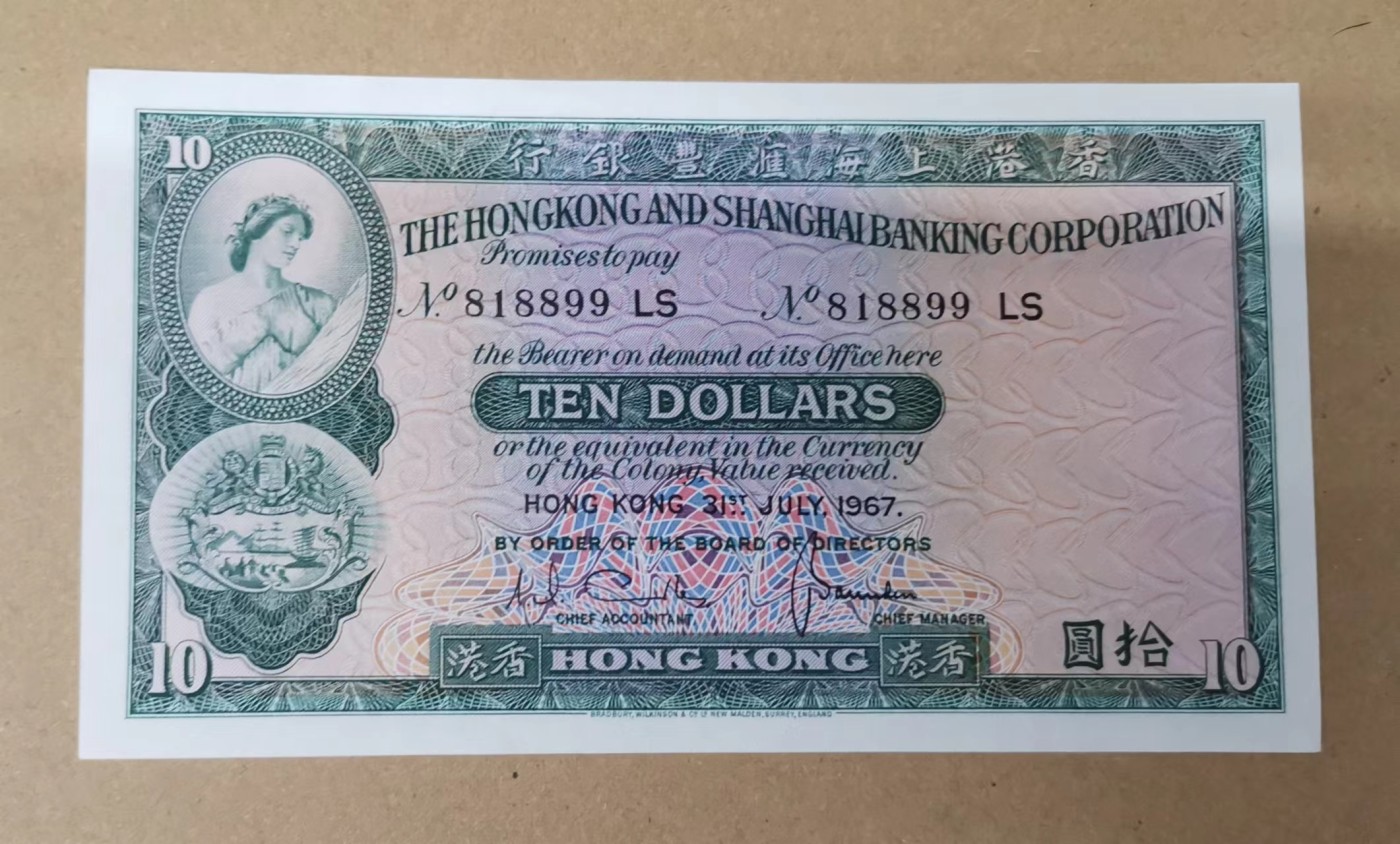 10
行銀豐滙海上港香
THE HONGKONG AND SHANGHAI BANKING CORPORATION
Promises to pay
Nº 818899 LS Nº 818899 LS
the Bearer on demand at its Office here
TEN DOLLARS
or the equivalent in the Currency
of the Colony, Value received.
HONG KONG 31ST JULY, 1967.
BY ORDER OF THE BOARD OF DIRECTORS
CHIEF ACCOUNTANT CHIEF MANAGER
圓拾
10 港香 HONG KONG 港香 10
BRADBURY, WILKINSON & Cº Lº NEW MALDEN, SURREY, ENGLAND